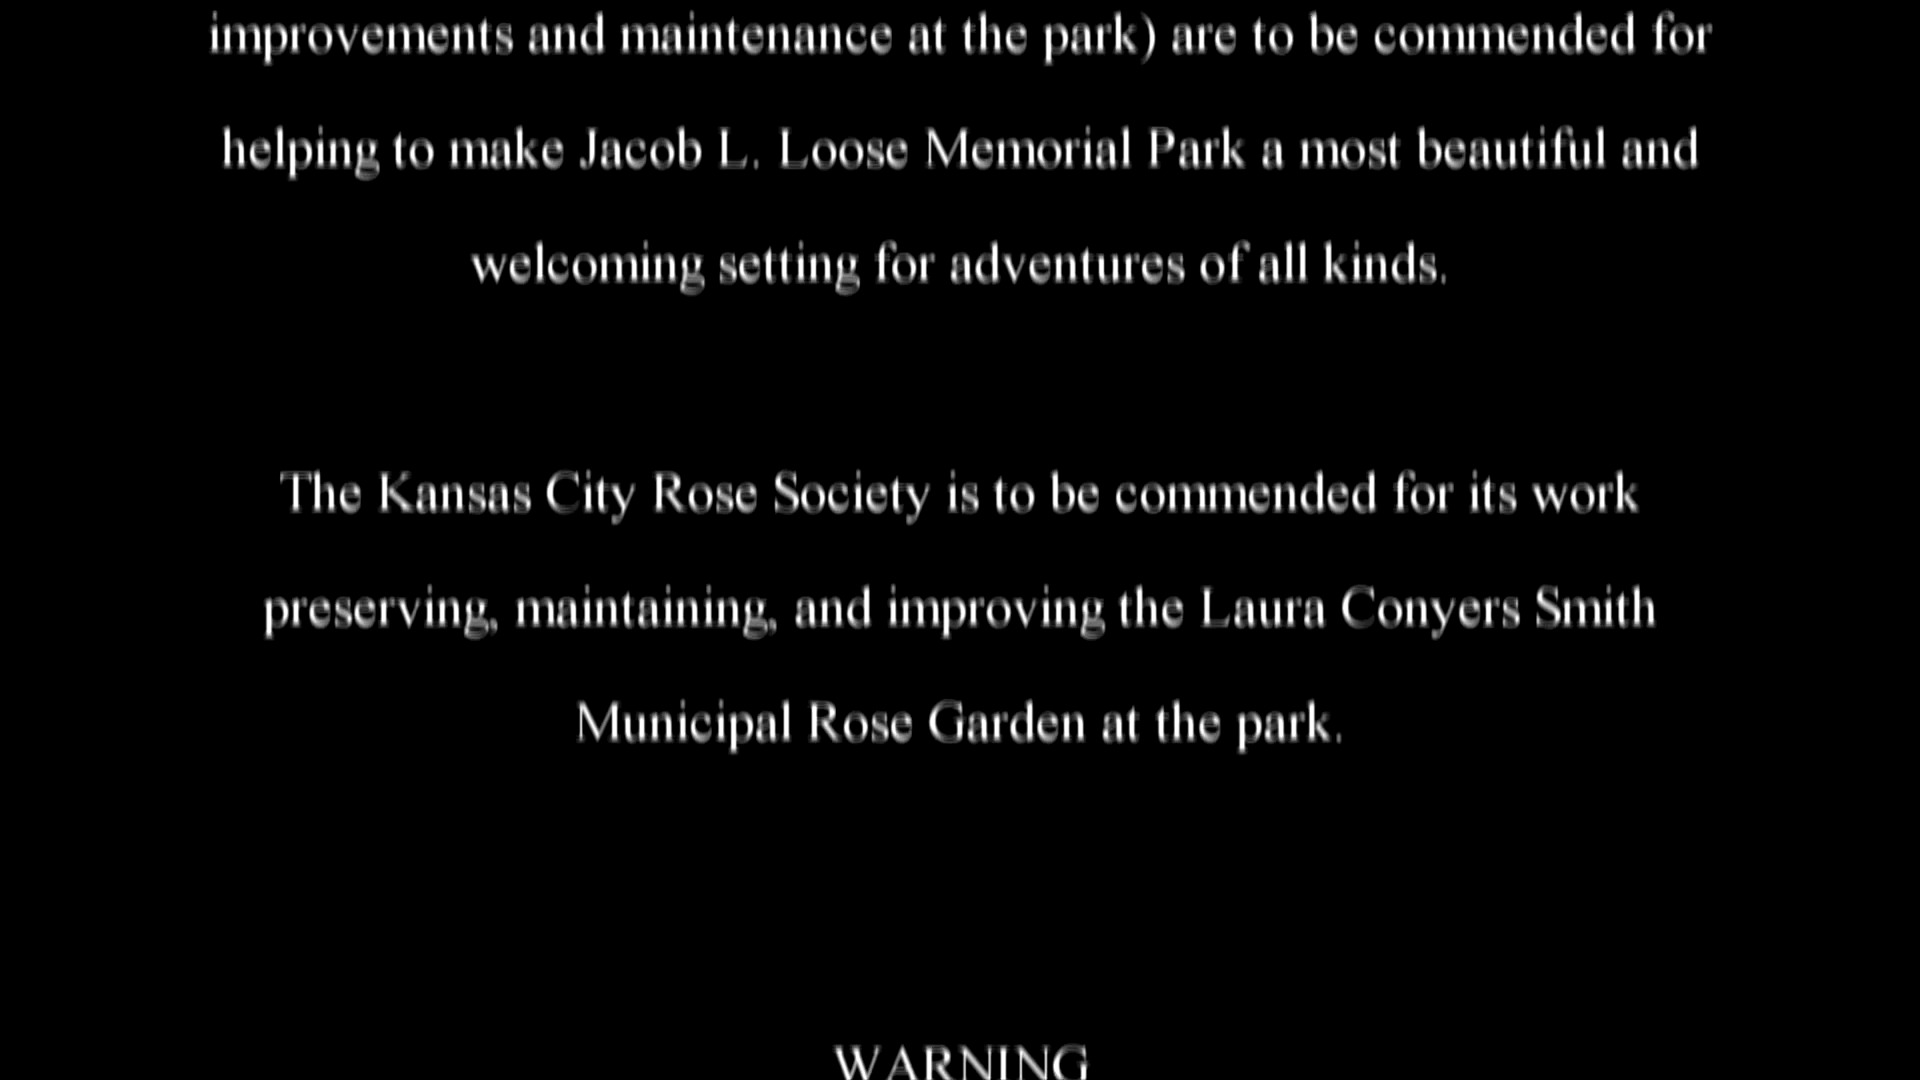 improvements and maintenance at the park) are to be commended for
helping to make Jacob L. Loose Memorial Park a most beautiful and
welcoming setting for adventures of all kinds.
The Kansas City Rose Society is to be commended for its work
preserving, maintaining, and improving the Laura Conyers Smith
Municipal Rose Garden at the park.
WARNING